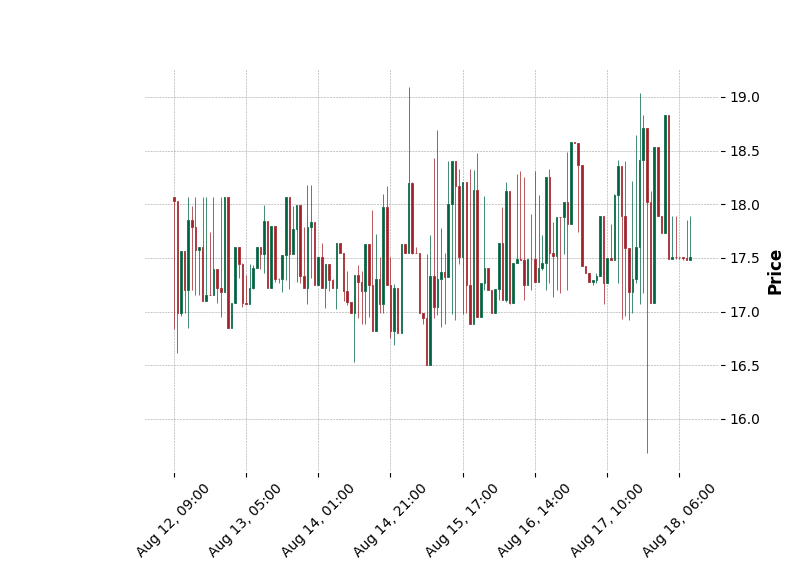 19.0
18.5
18.0
17.5
17.0
16.5
16.0
Price
Aug 12, 09:00
Aug 13, 05:00
Aug 14, 01:00
Aug 14, 21:00
Aug 15, 17:00
Aug 16, 14:00
Aug 17, 10:00
Aug 18, 06:00